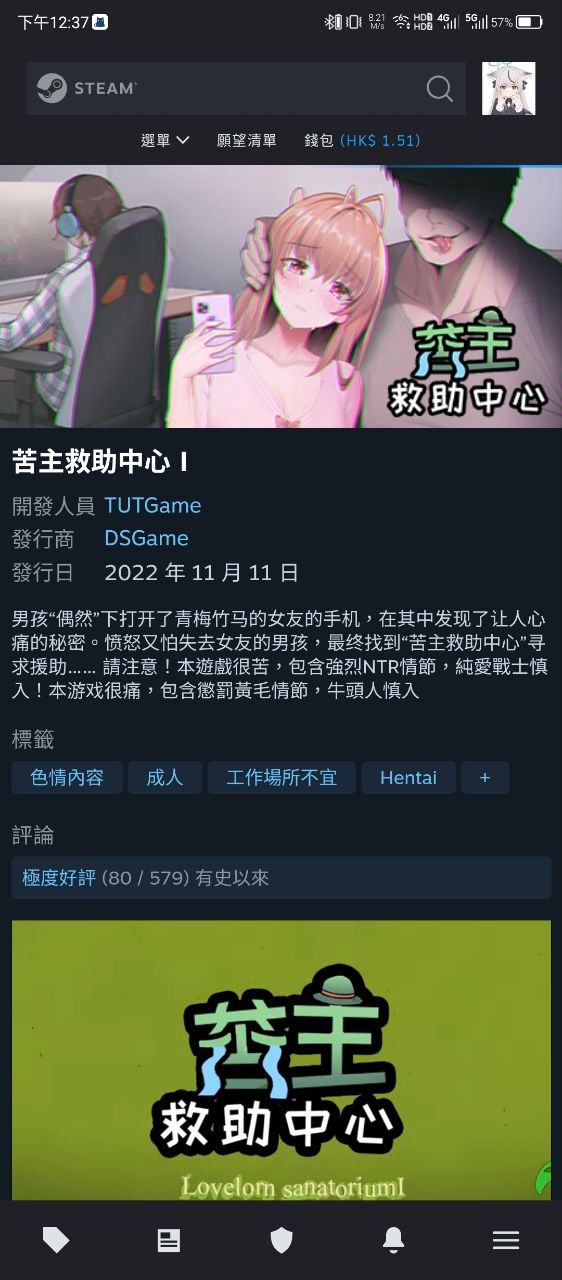 下午12:37
8.21 M/s HD1 HD2 4G 5G 57%
STEAM
選單 願望清單 錢包 (HK$ 1.51)
苦主
救助中心
苦主救助中心 I
開發人員 TUTGame
發行商 DSGame
發行日 2022 年 11 月 11 日
男孩“偶然”下打开了青梅竹马的女友的手机，在其中发现了让人心
痛的秘密。愤怒又怕失去女友的男孩，最终找到“苦主救助中心”寻
求援助…… 請注意！本遊戲很苦，包含強烈NTR情節，純愛戰士慎
入！本游戏很痛，包含懲罰黃毛情節，牛頭人慎入
標籤
色情內容 成人 工作場所不宜 Hentai +
評論
極度好評 (80 / 579) 有史以來
苦主
救助中心
Lovelorn sanatoriumI